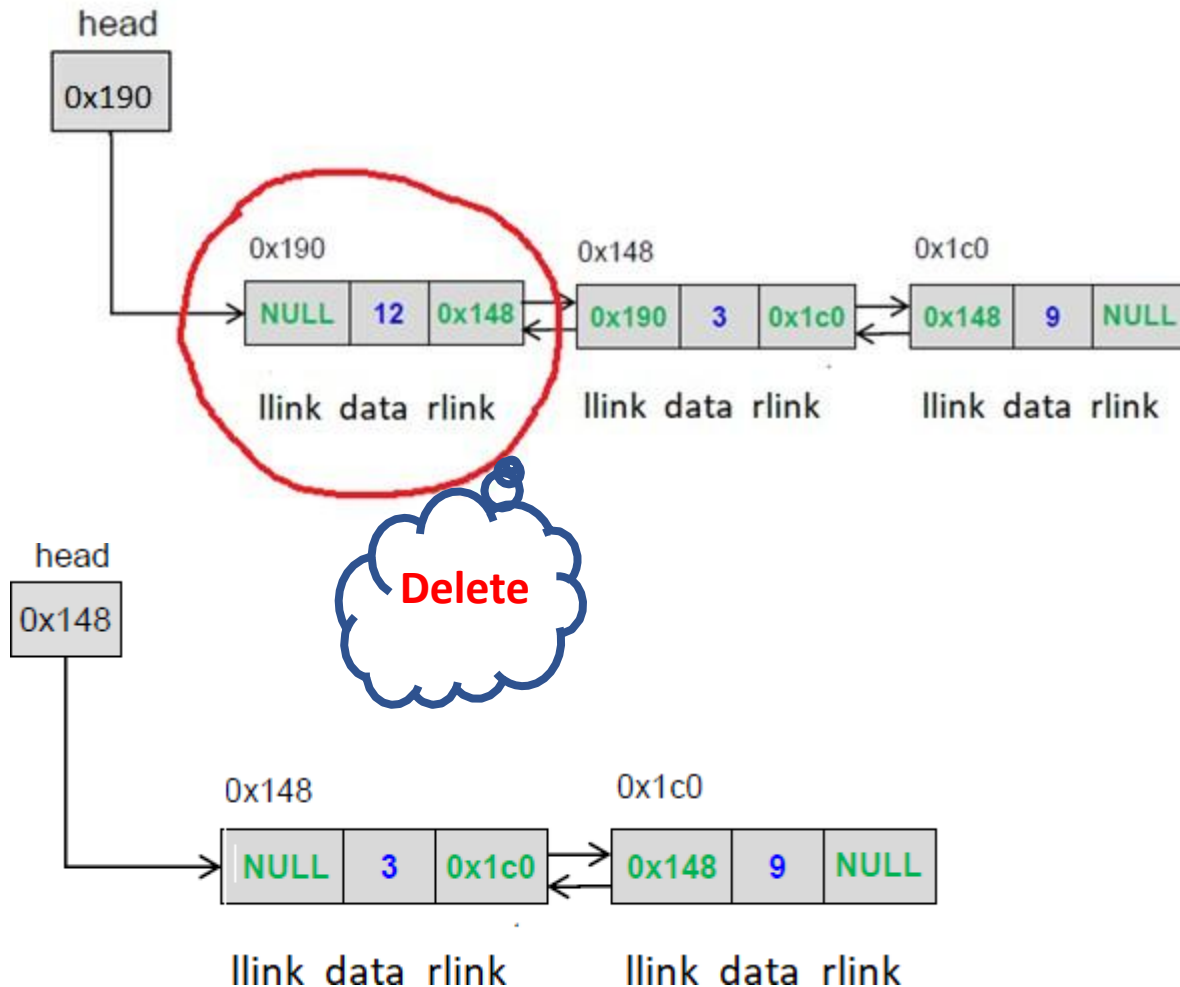 head
0x190
0x190 0x148 0x1c0
NULL 12 0x148 0x190 3 0x1c0 0x148 9 NULL
llink data rlink llink data rlink llink data rlink
Delete
head
0x148
0x148 0x1c0
NULL 3 0x1c0 0x148 9 NULL
llink data rlink llink data rlink